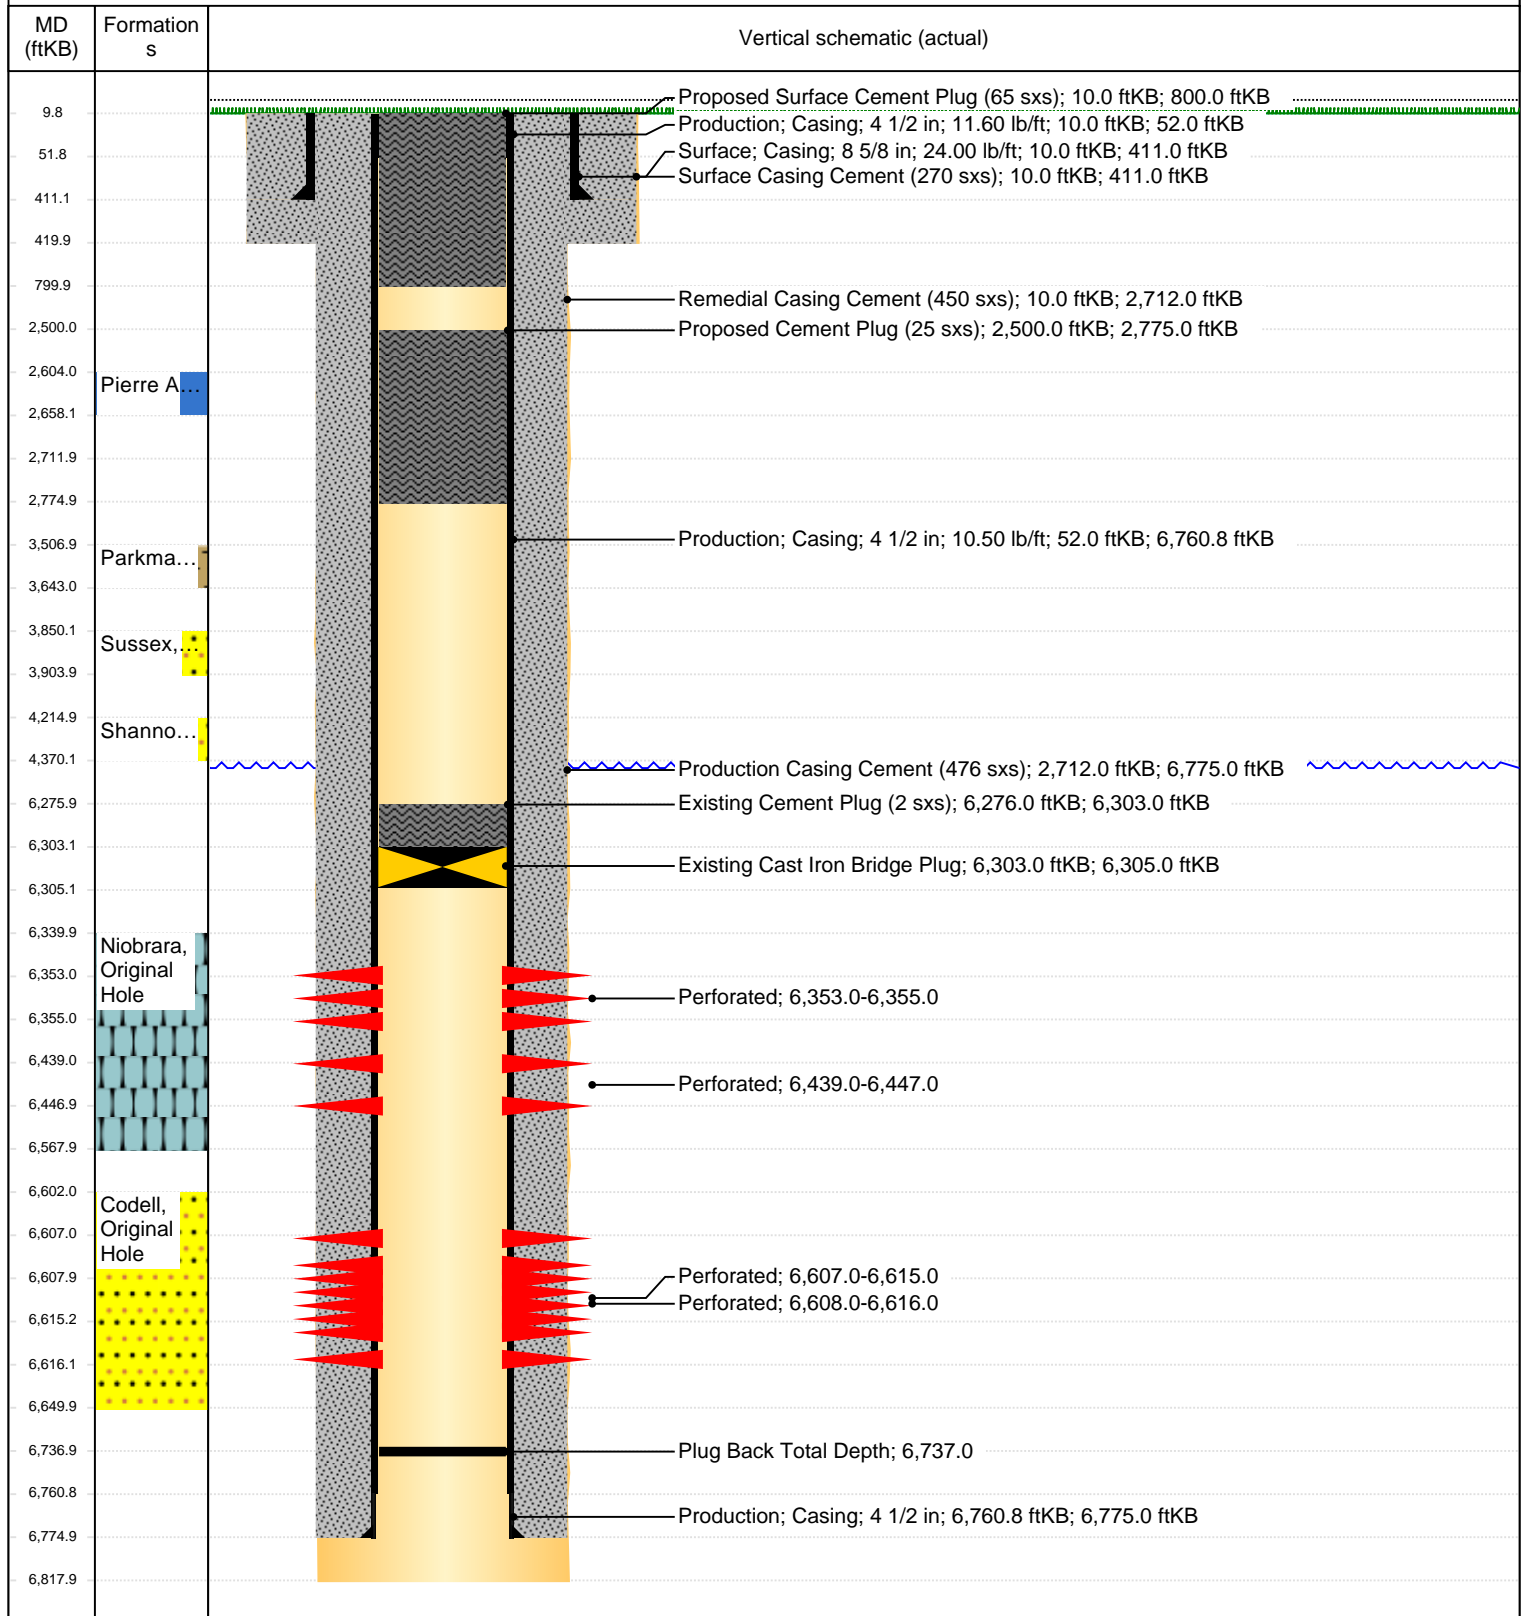 MD
(ftKB)
Formation
s
Vertical schematic (actual)
9.8
51.8
411.1
419.9
799.9
2,500.0
2,604.0
2,658.1
2,711.9
2,774.9
3,506.9
3,643.0
3,850.1
3,903.9
4,214.9
4,370.1
6,275.9
6,303.1
6,305.1
6,339.9
6,353.0
6,355.0
6,439.0
6,446.9
6,567.9
6,602.0
6,607.0
6,607.9
6,615.2
6,616.1
6,649.9
6,736.9
6,760.8
6,774.9
6,817.9
Pierre A...
Parkma...
Sussex,...
Shanno...
Niobrara,
Original
Hole
Codell,
Original
Hole
Proposed Surface Cement Plug (65 sxs); 10.0 ftKB; 800.0 ftKB
Production; Casing; 4 1/2 in; 11.60 lb/ft; 10.0 ftKB; 52.0 ftKB
Surface; Casing; 8 5/8 in; 24.00 lb/ft; 10.0 ftKB; 411.0 ftKB
Surface Casing Cement (270 sxs); 10.0 ftKB; 411.0 ftKB
Remedial Casing Cement (450 sxs); 10.0 ftKB; 2,712.0 ftKB
Proposed Cement Plug (25 sxs); 2,500.0 ftKB; 2,775.0 ftKB
Production; Casing; 4 1/2 in; 10.50 lb/ft; 52.0 ftKB; 6,760.8 ftKB
Production Casing Cement (476 sxs); 2,712.0 ftKB; 6,775.0 ftKB
Existing Cement Plug (2 sxs); 6,276.0 ftKB; 6,303.0 ftKB
Existing Cast Iron Bridge Plug; 6,303.0 ftKB; 6,305.0 ftKB
Perforated; 6,353.0-6,355.0
Perforated; 6,439.0-6,447.0
Perforated; 6,607.0-6,615.0
Perforated; 6,608.0-6,616.0
Plug Back Total Depth; 6,737.0
Production; Casing; 4 1/2 in; 6,760.8 ftKB; 6,775.0 ftKB